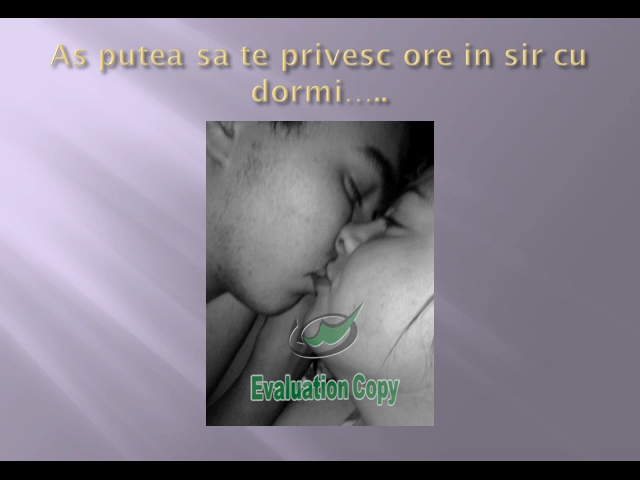 As putea sa te privesc ore in sir cu
dormi.....
Evaluation Copy